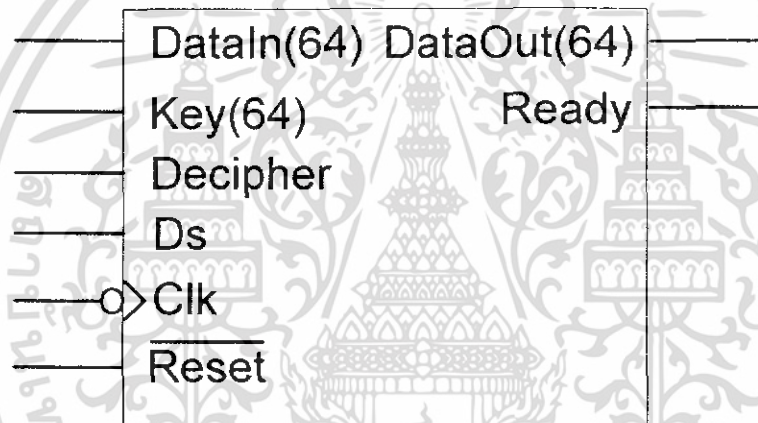 DataIn(64) DataOut(64)
Key(64) Ready
Decipher
Ds
Clk
Reset